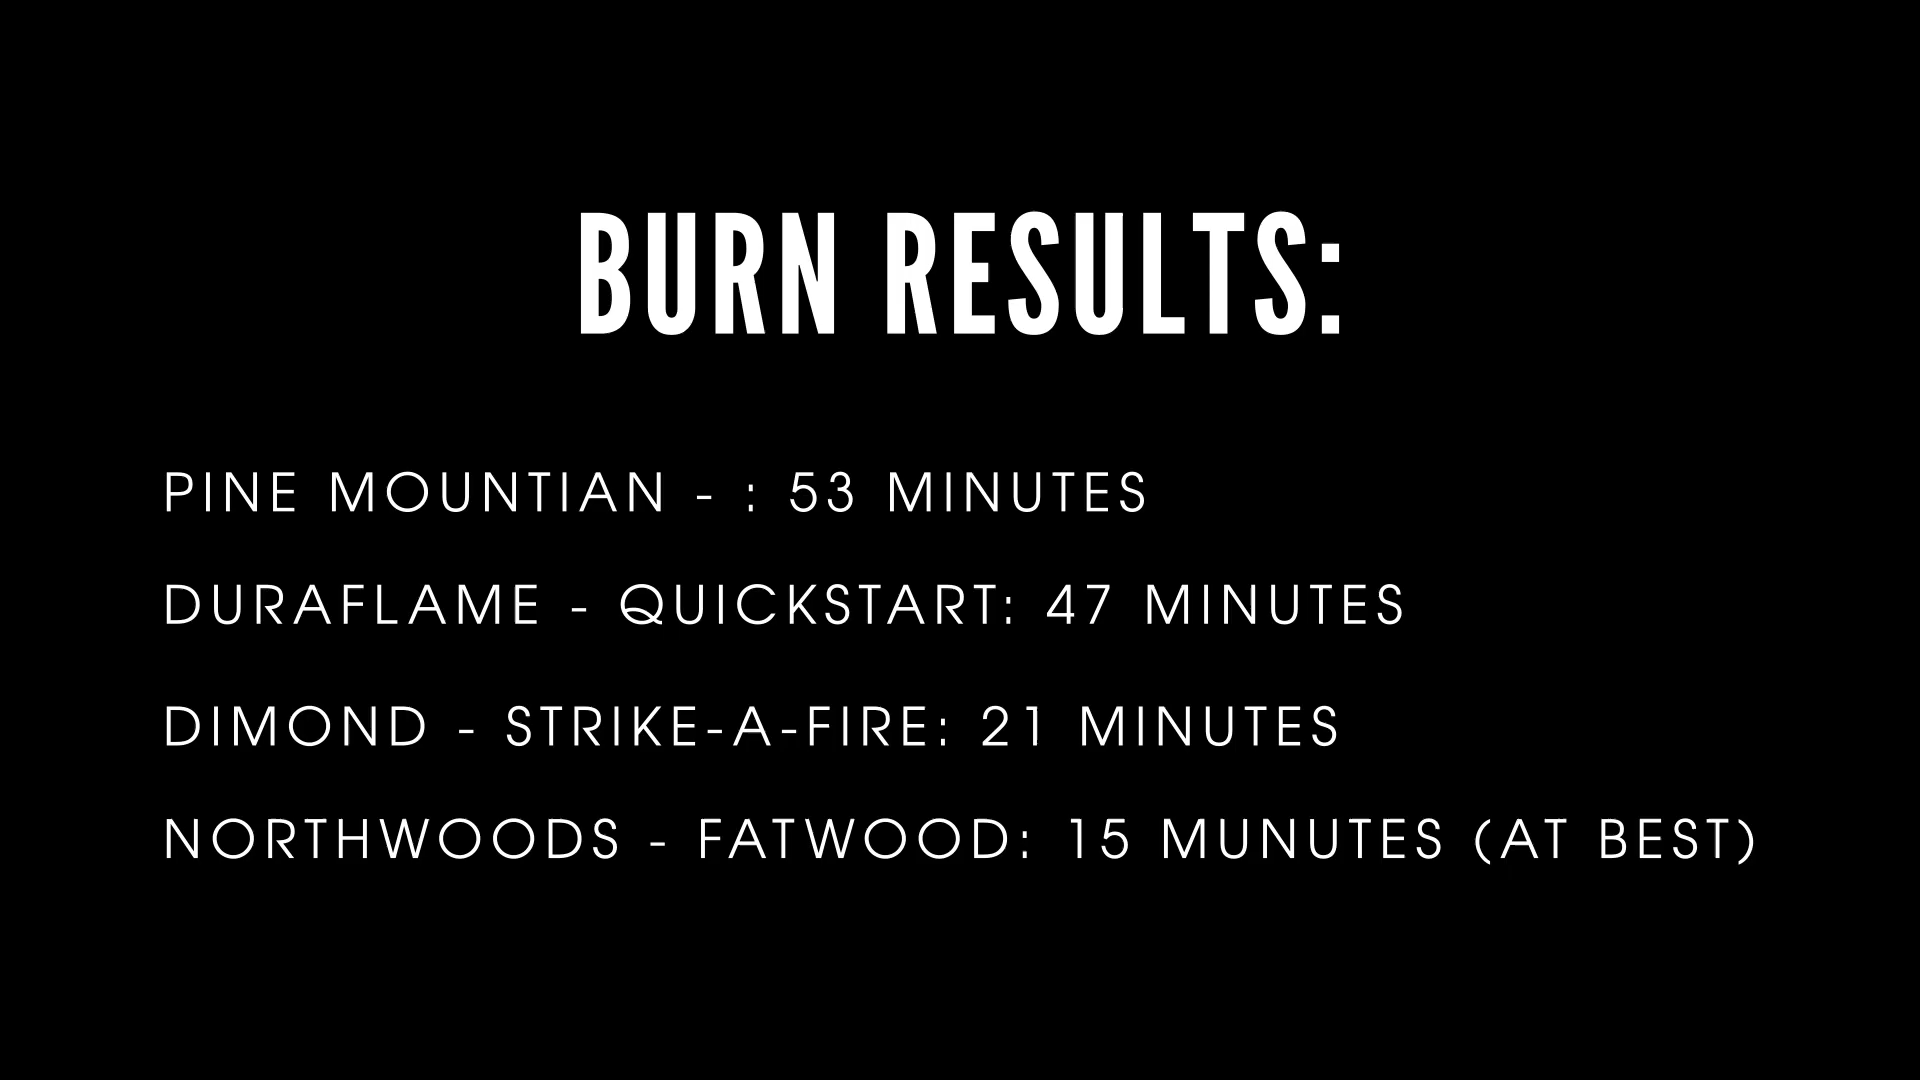 BURN RESULTS:
PINE MOUNTIAN - : 53 MINUTES
DURAFLAME - QUICKSTART: 47 MINUTES
DIMOND - STRIKE-A-FIRE: 21 MINUTES
NORTHWOODS - FATWOOD: 15 MUNUTES (AT BEST)